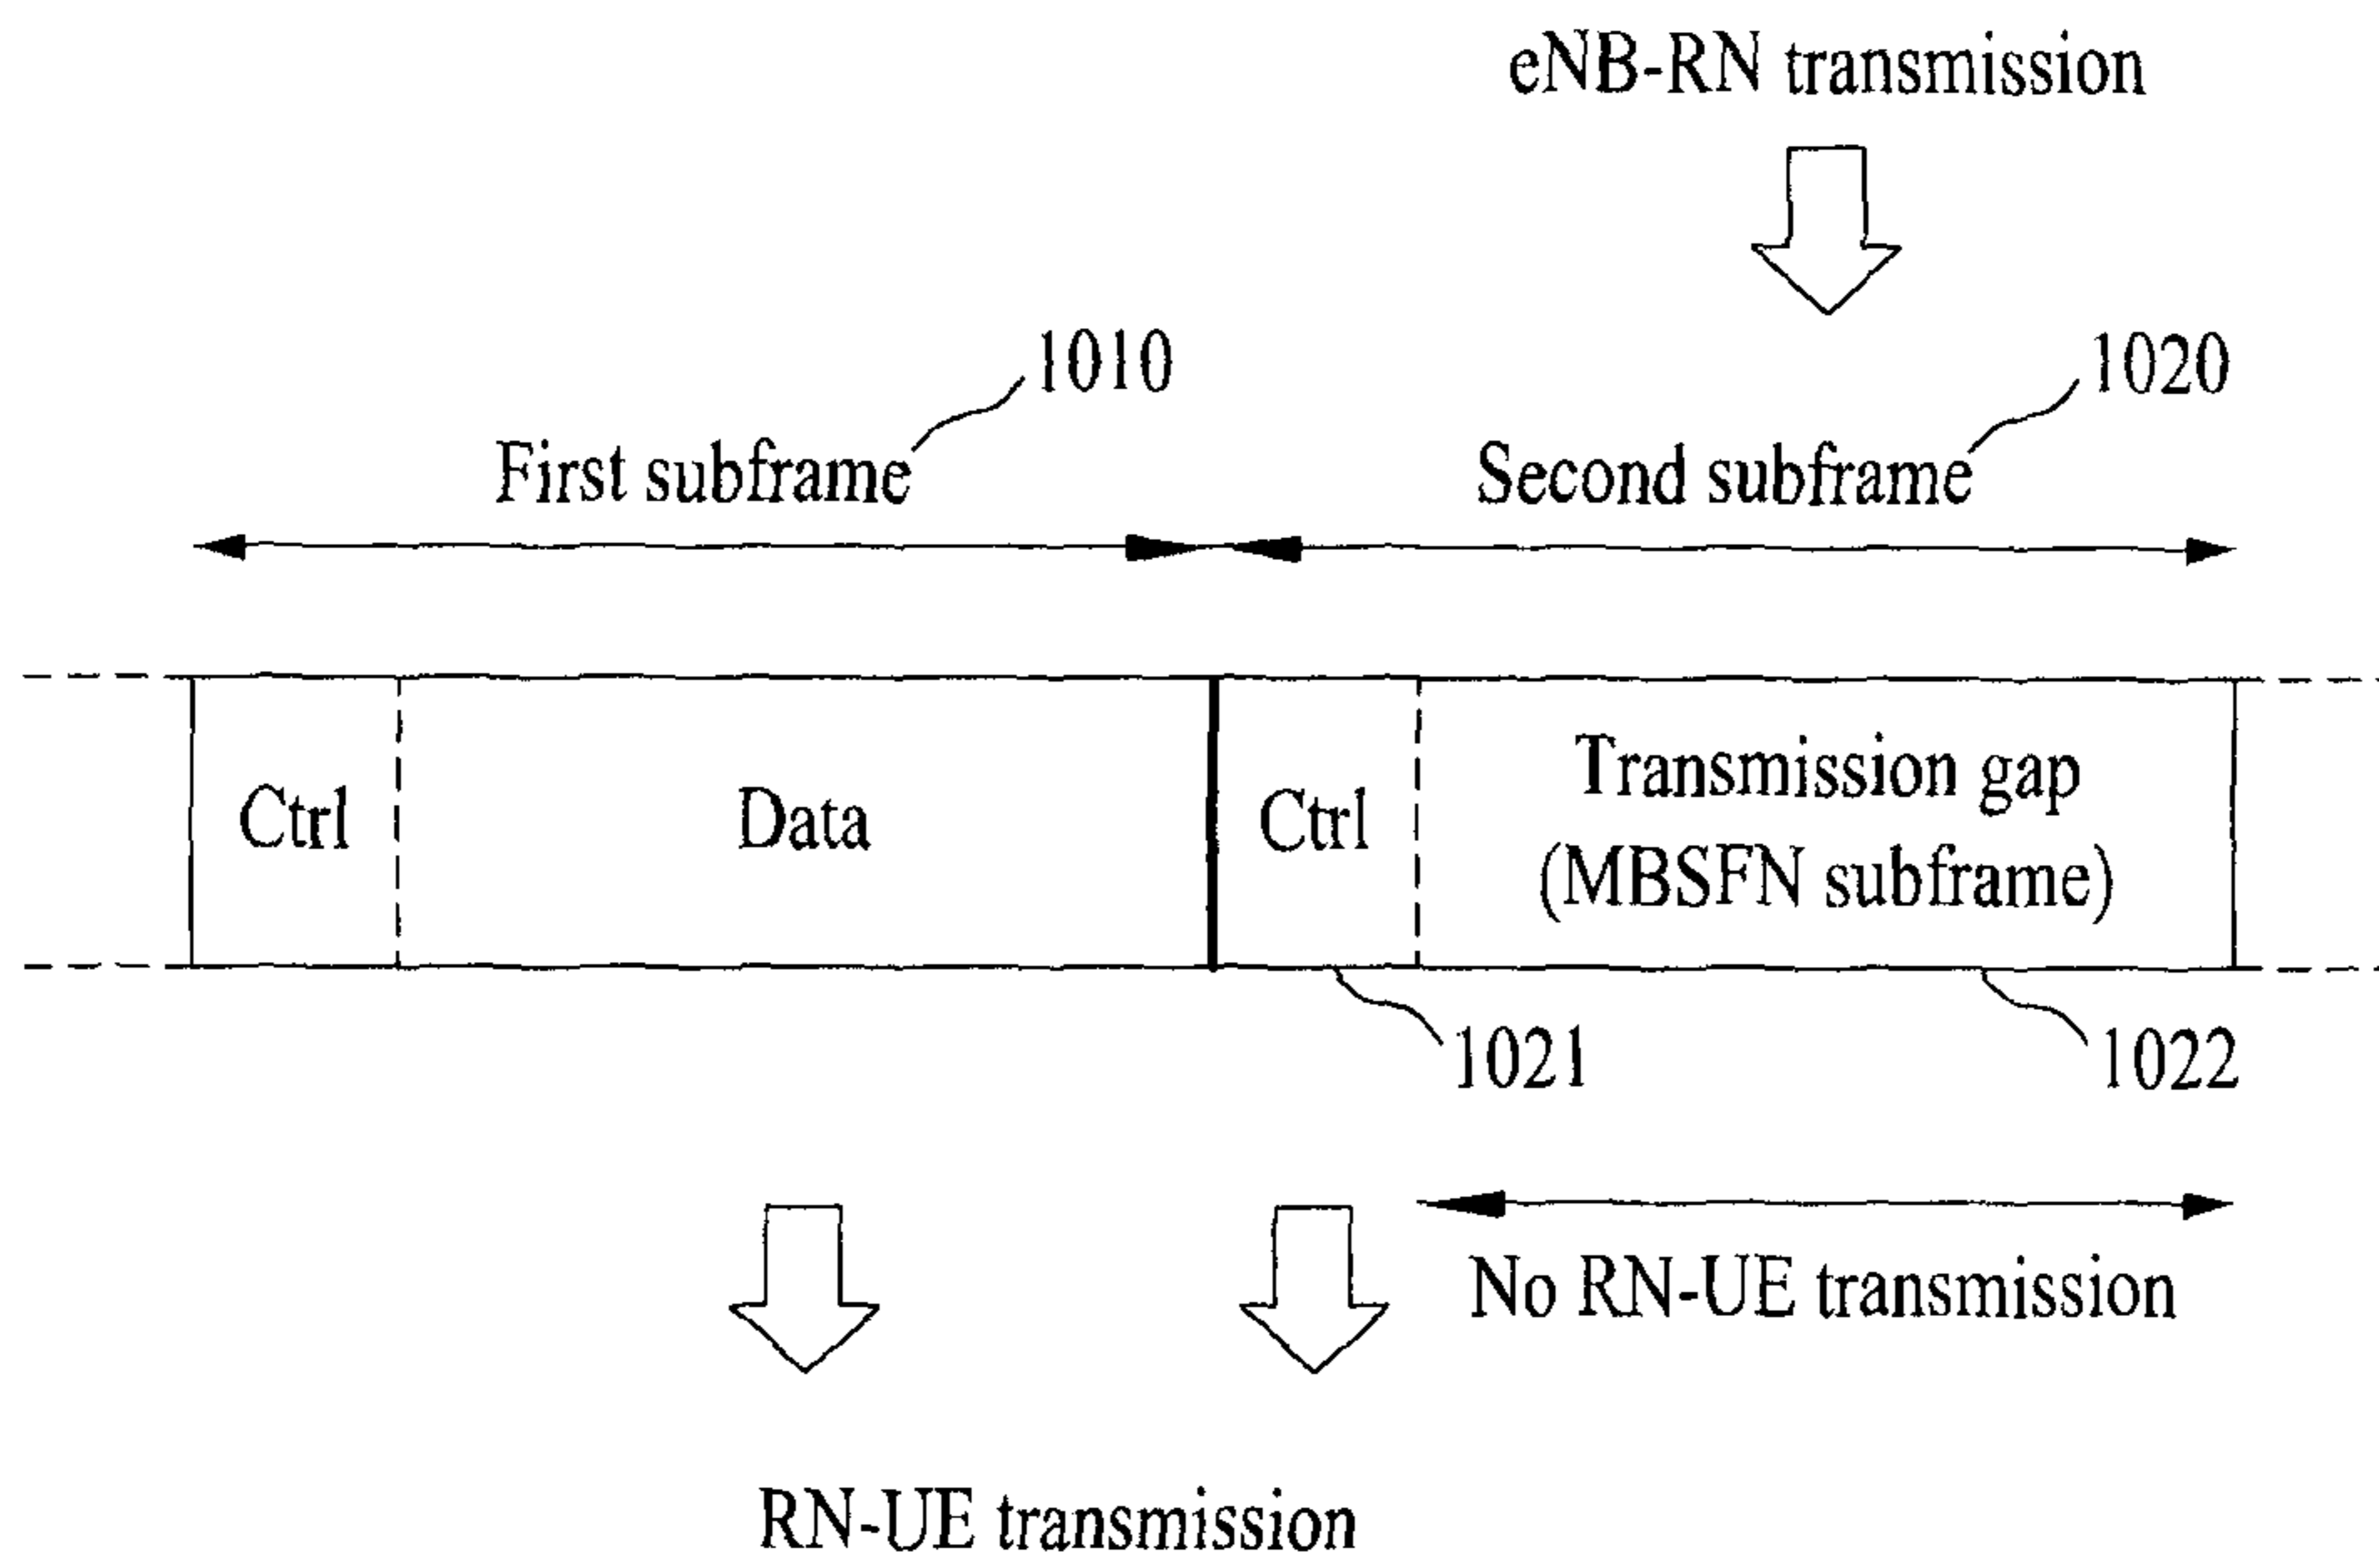 eNB-RN transmission
1010
1020
First subframe
Second subframe
Ctrl
Data
Ctrl
Transmission gap
(MBSFN subframe)
1021
1022
No RN-UE transmission
RN-UE transmission